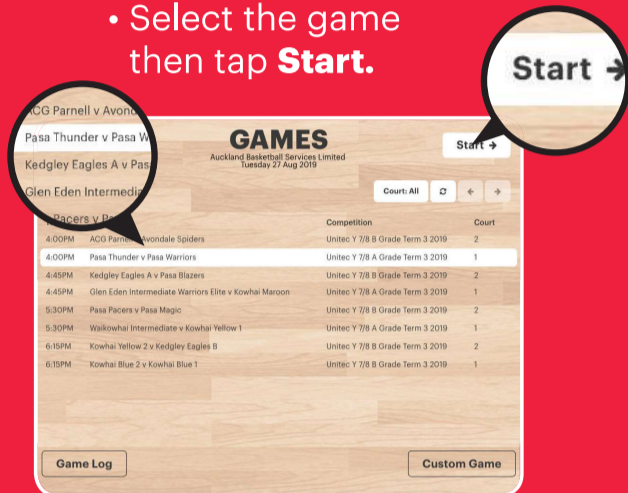 • Select the game
then tap Start.
Start →
ACG Parnell v Avond
Pasa Thunder v Pasa W
Kedgley Eagles A v Pas
Glen Eden Intermedia
Pacers v P
GAMES
Auckland Basketball Services Limited
Tuesday 27 Aug 2019
Start →
Court: All
Competition Court
4:00PM ACG Parnell v Avondale Spiders Unitec Y 7/8 B Grade Term 3 2019 2
4:00PM Pasa Thunder v Pasa Warriors Unitec Y 7/8 A Grade Term 3 2019 1
4:45PM Kedgley Eagles A v Pasa Blazers Unitec Y 7/8 B Grade Term 3 2019 2
4:45PM Glen Eden Intermediate Warriors Elite v Kowhai Maroon Unitec Y 7/8 A Grade Term 3 2019 1
5:30PM Pasa Pacers v Pasa Magic Unitec Y 7/8 B Grade Term 3 2019 2
5:30PM Waikowhai Intermediate v Kowhai Yellow 1 Unitec Y 7/8 A Grade Term 3 2019 1
6:15PM Kowhai Yellow 2 v Kedgley Eagles B Unitec Y 7/8 B Grade Term 3 2019 2
6:15PM Kowhai Blue 2 v Kowhai Blue 1 Unitec Y 7/8 B Grade Term 3 2019 1
Game Log
Custom Game